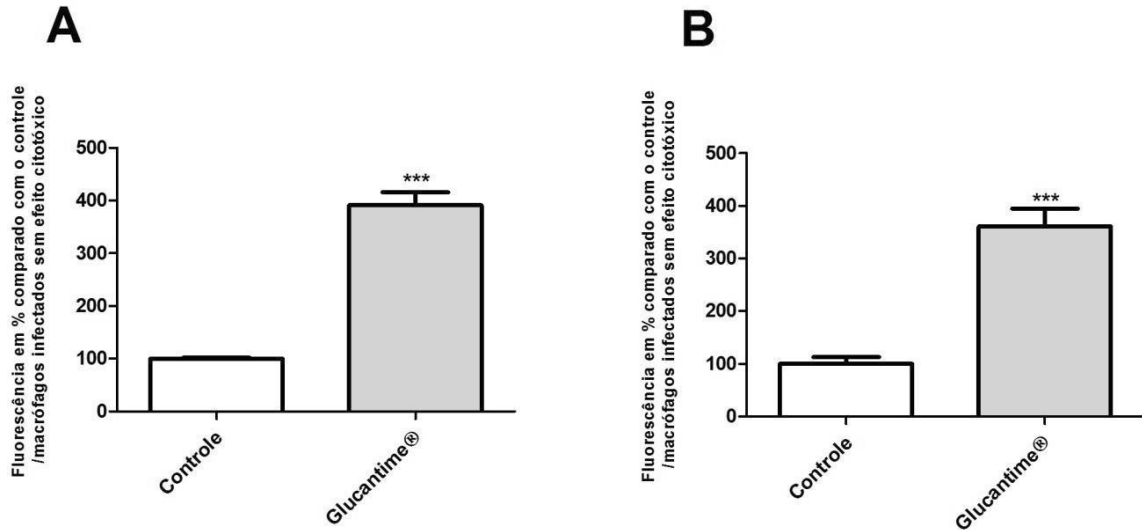 A
Fluorescência em % comparado com o controle
/macrófagos infectados sem efeito citotóxico
500
400
300
200
100
0
***
Controle
Glucantime®
B
Fluorescência em % comparado com o controle
/macrófagos infectados sem efeito citotóxico
500
400
300
200
100
0
***
Controle
Glucantime®